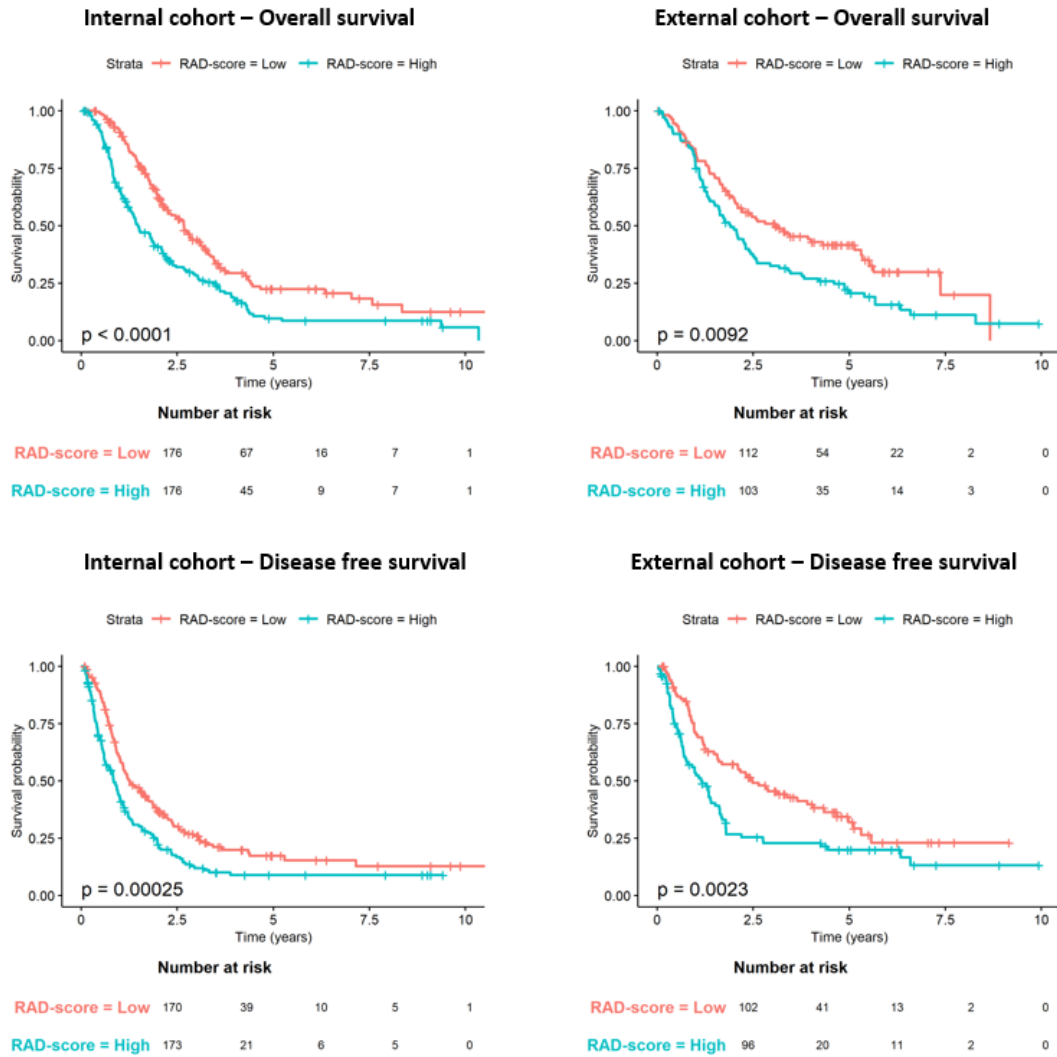 Internal cohort – Overall survival
Strata RAD-score = Low RAD-score = High
1.00
0.75
0.50
0.25
0.00
Survival probability
p < 0.0001
0 2.5 5 7.5 10
Time (years)
Number at risk
RAD-score = Low 176 67 16 7 1
RAD-score = High 176 45 9 7 1
External cohort – Overall survival
Strata RAD-score = Low RAD-score = High
1.00
0.75
0.50
0.25
0.00
Survival probability
p = 0.0092
0 2.5 5 7.5 10
Time (years)
Number at risk
RAD-score = Low 112 54 22 2 0
RAD-score = High 103 35 14 3 0
Internal cohort – Disease free survival
Strata RAD-score = Low RAD-score = High
1.00
0.75
0.50
0.25
0.00
Survival probability
p = 0.00025
0 2.5 5 7.5 10
Time (years)
Number at risk
RAD-score = Low 170 39 10 5 1
RAD-score = High 173 21 6 5 0
External cohort – Disease free survival
Strata RAD-score = Low RAD-score = High
1.00
0.75
0.50
0.25
0.00
Survival probability
p = 0.0023
0 2.5 5 7.5 10
Time (years)
Number at risk
RAD-score = Low 102 41 13 2 0
RAD-score = High 96 20 11 2 0